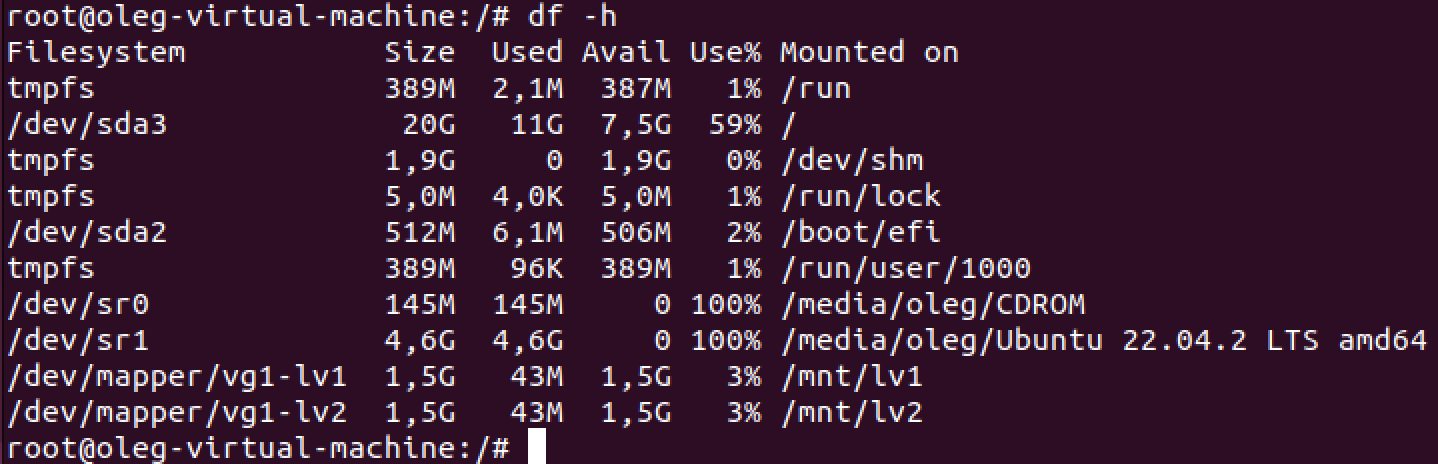 root@oleg-virtual-machine:/# df -h
Filesystem           Size  Used Avail Use% Mounted on
tmpfs                389M  2,1M  387M   1% /run
/dev/sda3             20G   11G  7,5G  59% /
tmpfs                1,9G     0  1,9G   0% /dev/shm
tmpfs                5,0M  4,0K  5,0M   1% /run/lock
/dev/sda2            512M  6,1M  506M   2% /boot/efi
tmpfs                389M   96K  389M   1% /run/user/1000
/dev/sr0             145M  145M     0 100% /media/oleg/CDROM
/dev/sr1             4,6G  4,6G     0 100% /media/oleg/Ubuntu 22.04.2 LTS amd64
/dev/mapper/vg1-lv1  1,5G   43M  1,5G   3% /mnt/lv1
/dev/mapper/vg1-lv2  1,5G   43M  1,5G   3% /mnt/lv2
root@oleg-virtual-machine:/#